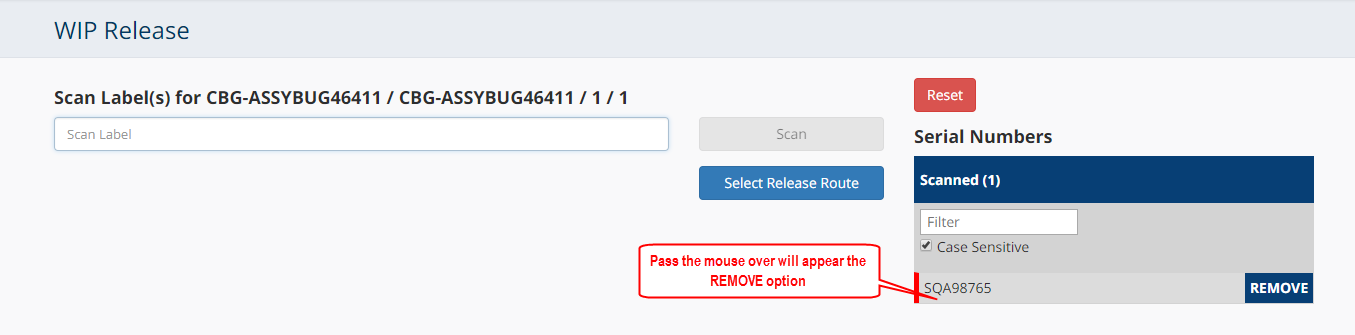 WIP Release
Scan Label(s) for CBG-ASSYBUG46411 / CBG-ASSYBUG46411 / 1 / 1
Scan Label
Scan
Select Release Route
Reset
Serial Numbers
Scanned (1)
Filter
Case Sensitive
Pass the mouse over will appear the
REMOVE option
SQA98765
REMOVE